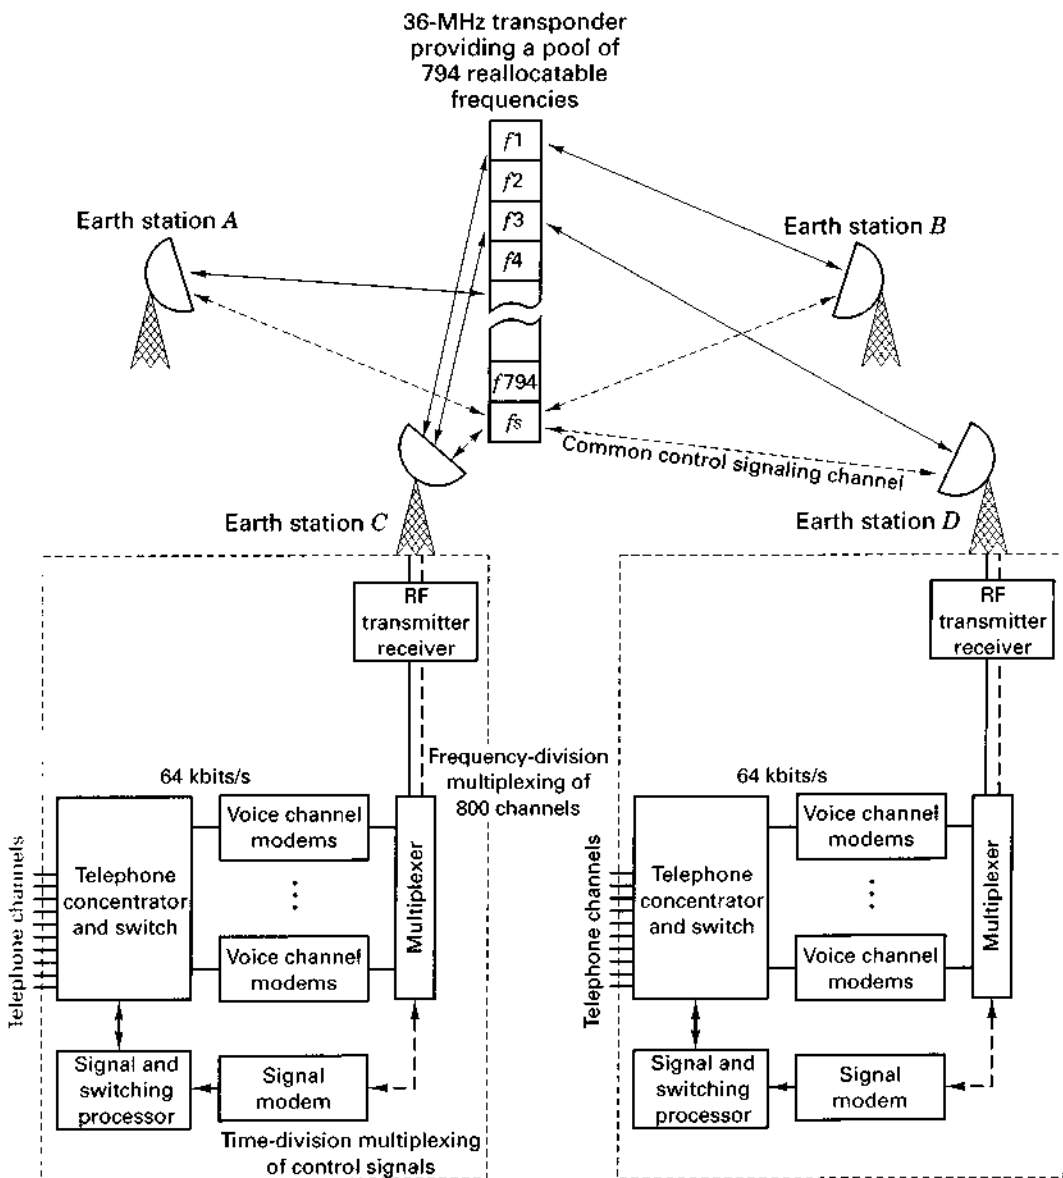 36-MHz transponder
providing a pool of
794 reallocatable
frequencies
f1
f2
f3
f4
f794
fs
Earth station A
Earth station B
Common control signaling channel
Earth station C
Earth station D
RF
transmitter
receiver
RF
transmitter
receiver
Frequency-division
multiplexing of
800 channels
64 kbits/s
Voice channel
modems
Telephone
concentrator
and switch
Telephone channels
Multiplexer
Voice channel
modems
Signal and
switching
processor
Signal
modem
Time-division multiplexing
of control signals
64 kbits/s
Voice channel
modems
Telephone
concentrator
and switch
Telephone channels
Multiplexer
Voice channel
modems
Signal and
switching
processor
Signal
modem